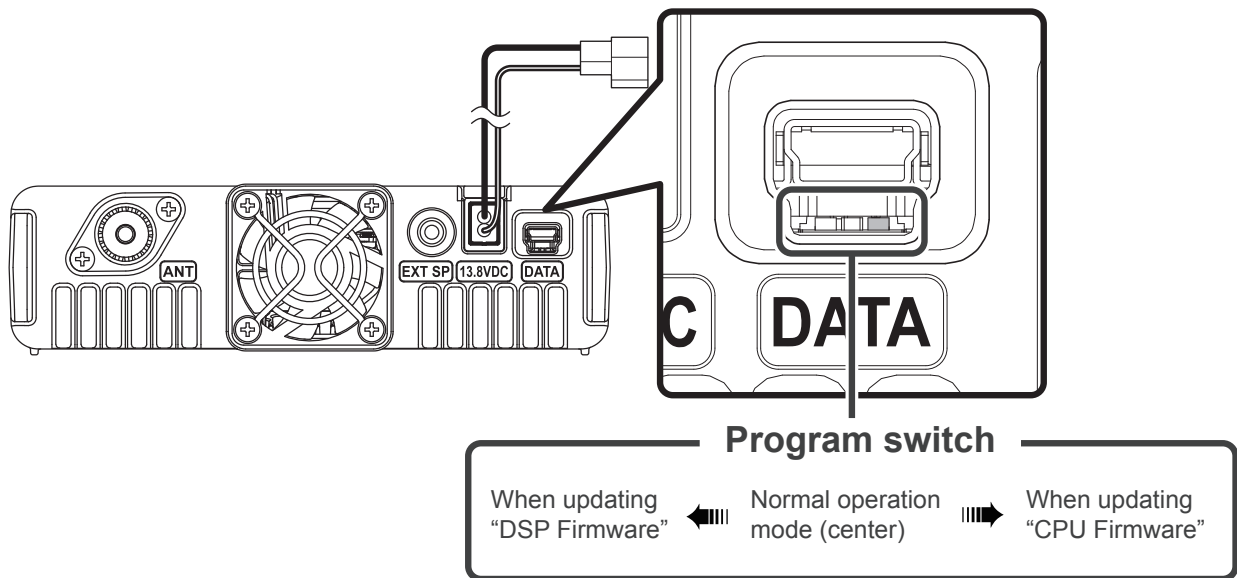 ANT
EXT SP
13.8VDC
DATA
C
DATA
Program switch
When updating
“DSP Firmware”
Normal operation
mode (center)
When updating
“CPU Firmware”